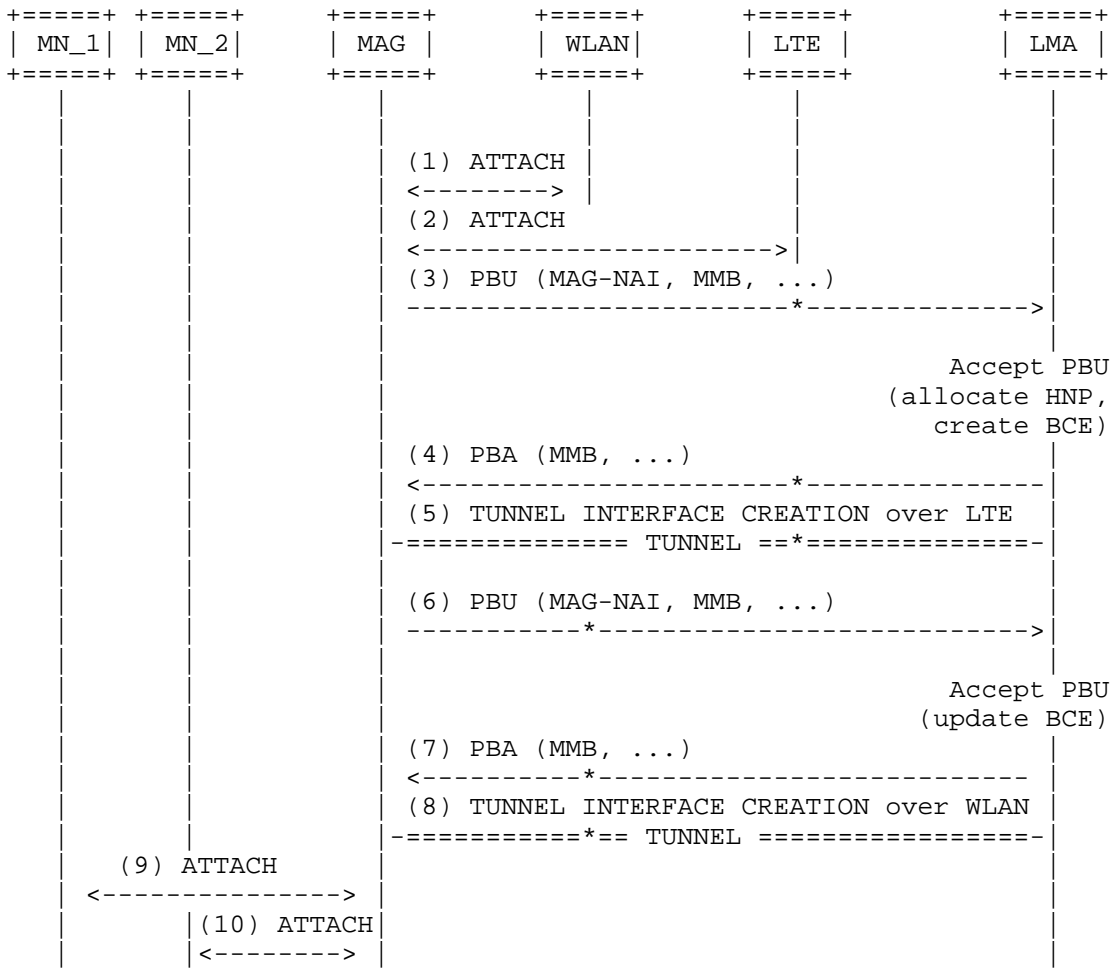 MN_1 MN_2 MAG WLAN LTE LMA
(1) ATTACH
(2) ATTACH
(3) PBU (MAG-NAI, MMB, ...)
Accept PBU
(allocate HNP,
create BCE)
(4) PBA (MMB, ...)
(5) TUNNEL INTERFACE CREATION over LTE
TUNNEL
(6) PBU (MAG-NAI, MMB, ...)
Accept PBU
(update BCE)
(7) PBA (MMB, ...)
(8) TUNNEL INTERFACE CREATION over WLAN
TUNNEL
(9) ATTACH
(10) ATTACH